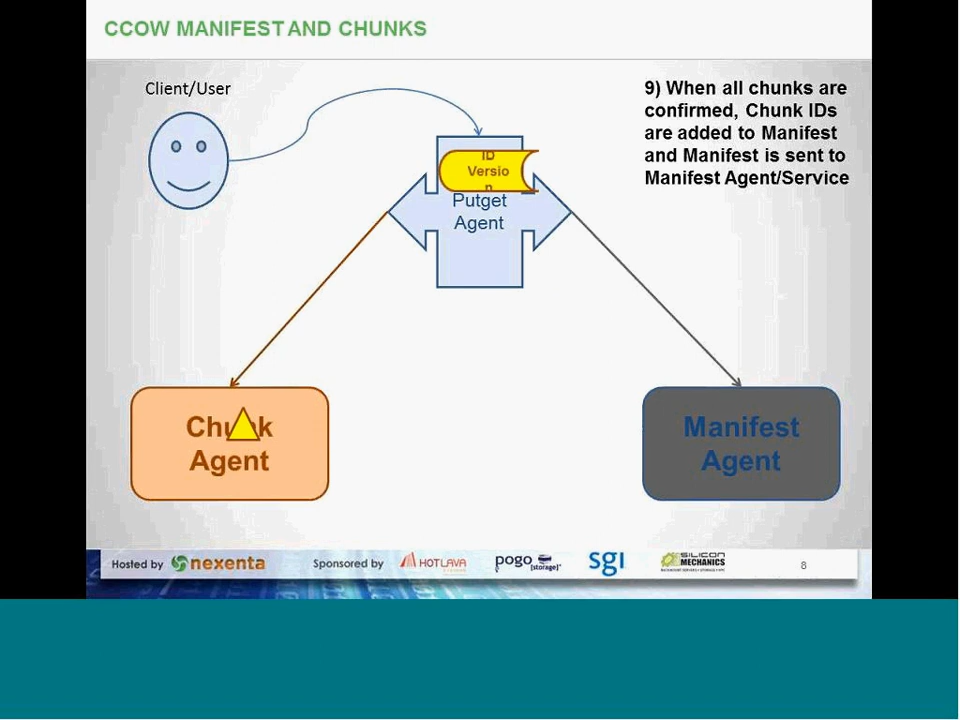 CCOW MANIFEST AND CHUNKS
Client/User
9) When all chunks are
confirmed, Chunk IDs
are added to Manifest
and Manifest is sent to
Manifest Agent/Service
ID
Versio
n
Putget
Agent
Chunk
Agent
Manifest
Agent
Hosted by nexenta Sponsored by HOTLAVA pogo [storage] sgi SILICON
MECHANICS
8